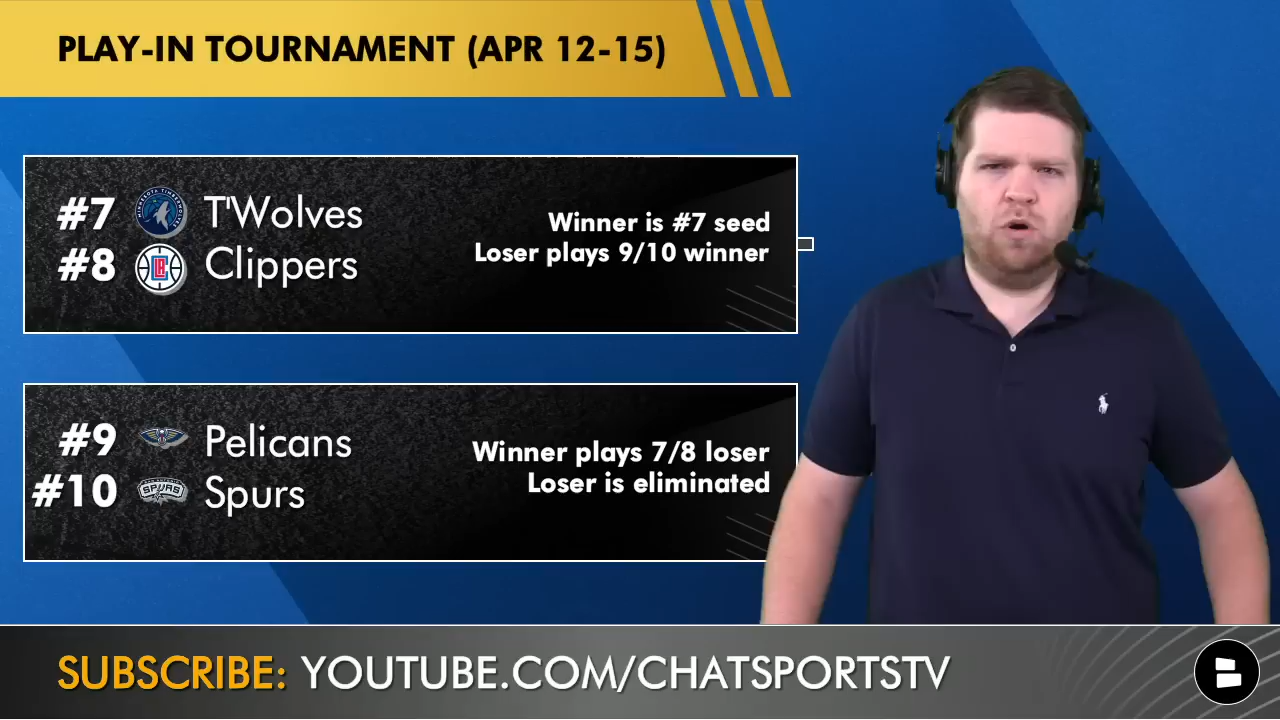 PLAY-IN TOURNAMENT (APR 12-15)
#7 T'Wolves
#8 Clippers
Winner is #7 seed
Loser plays 9/10 winner
#9 Pelicans
#10 SPURS Spurs
Winner plays 7/8 loser
Loser is eliminated
SUBSCRIBE: YOUTUBE.COM/CHATSPORTSTV